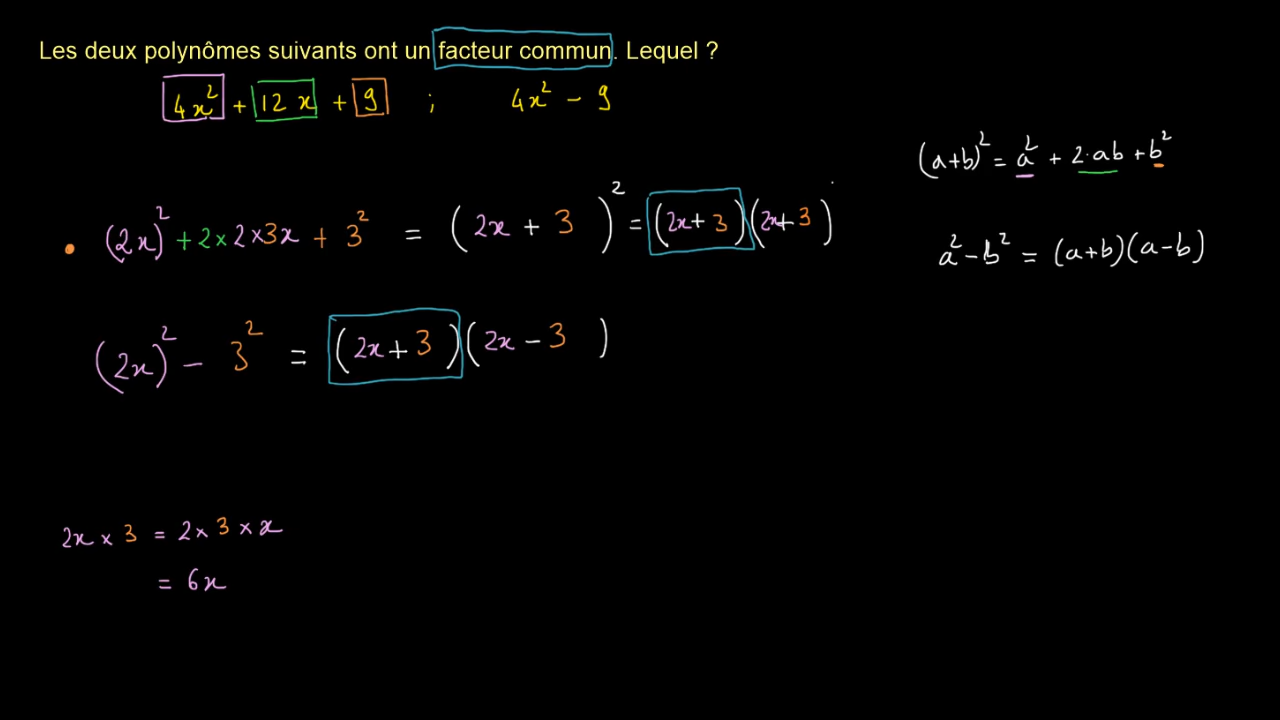 Les deux polynômes suivants ont un facteur commun. Lequel ?
4x² + 12x + 9 ; 4x² - 9
(a+b)² = a² + 2·ab + b²
(2x)² + 2×2×3x + 3² = (2x + 3)² = (2x+3)(2x+3)
a² - b² = (a+b)(a-b)
(2x)² - 3² = (2x+3)(2x-3)
2x × 3 = 2×3×x
= 6x